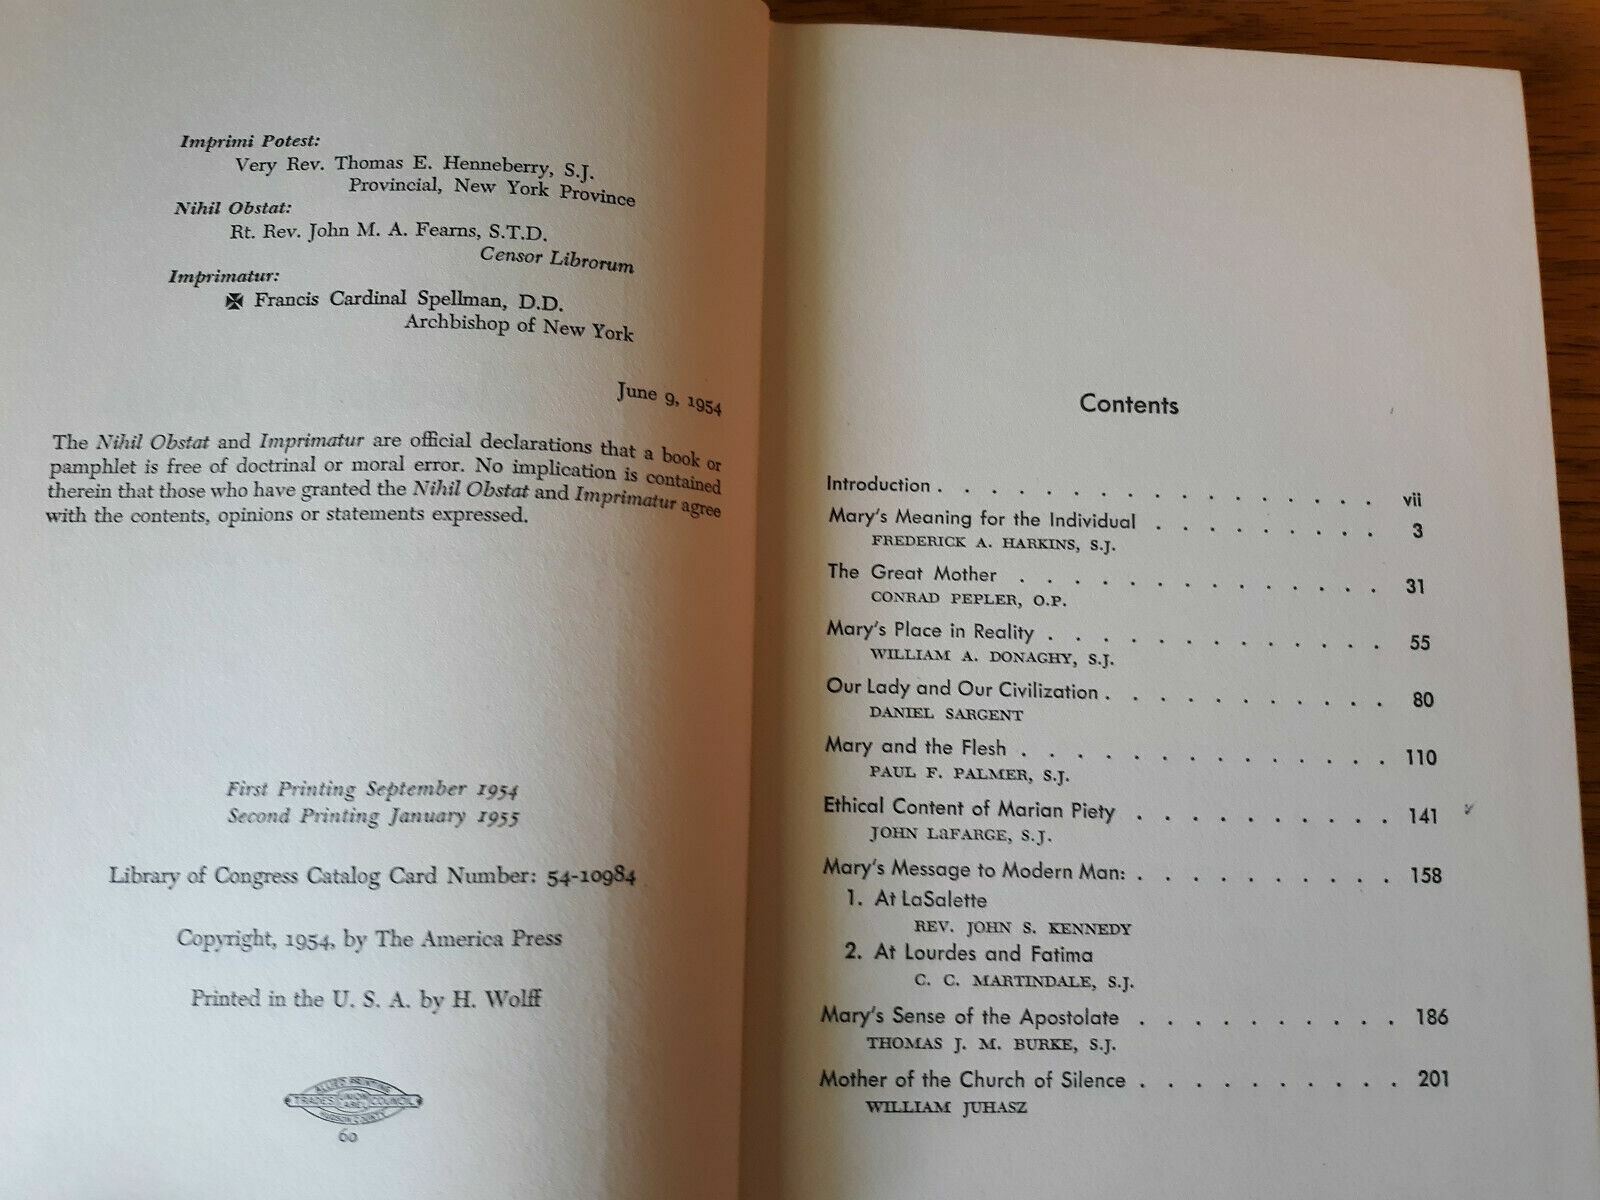 Imprimi Potest:
Very Rev. Thomas E. Henneberry, S.J.
Provincial, New York Province
Nihil Obstat:
Rt. Rev. John M. A. Fearns, S.T.D.
Censor Librorum
Imprimatur:
✠ Francis Cardinal Spellman, D.D.
Archbishop of New York
June 9, 1954
The Nihil Obstat and Imprimatur are official declarations that a book or
pamphlet is free of doctrinal or moral error. No implication is contained
therein that those who have granted the Nihil Obstat and Imprimatur agree
with the contents, opinions or statements expressed.
First Printing September 1954
Second Printing January 1955
Library of Congress Catalog Card Number: 54-10984
Copyright, 1954, by The America Press
Printed in the U. S. A. by H. Wolff
ALLIED PRINTING
TRADES UNION LABEL COUNCIL
HUDSON COUNTY
60
Contents
Introduction . . . . . . . . . . . . . . . . . vii
Mary's Meaning for the Individual . . . . . . . . . 3
FREDERICK A. HARKINS, S.J.
The Great Mother . . . . . . . . . . . . . . 31
CONRAD PEPLER, O.P.
Mary's Place in Reality . . . . . . . . . . . . . 55
WILLIAM A. DONAGHY, S.J.
Our Lady and Our Civilization . . . . . . . . . . . 80
DANIEL SARGENT
Mary and the Flesh . . . . . . . . . . . . . . 110
PAUL F. PALMER, S.J.
Ethical Content of Marian Piety . . . . . . . . . . 141
JOHN LaFARGE, S.J.
Mary's Message to Modern Man: . . . . . . . . . . 158
1. At LaSalette
REV. JOHN S. KENNEDY
2. At Lourdes and Fatima
C. C. MARTINDALE, S.J.
Mary's Sense of the Apostolate . . . . . . . . . . 186
THOMAS J. M. BURKE, S.J.
Mother of the Church of Silence . . . . . . . . . . 201
WILLIAM JUHASZ